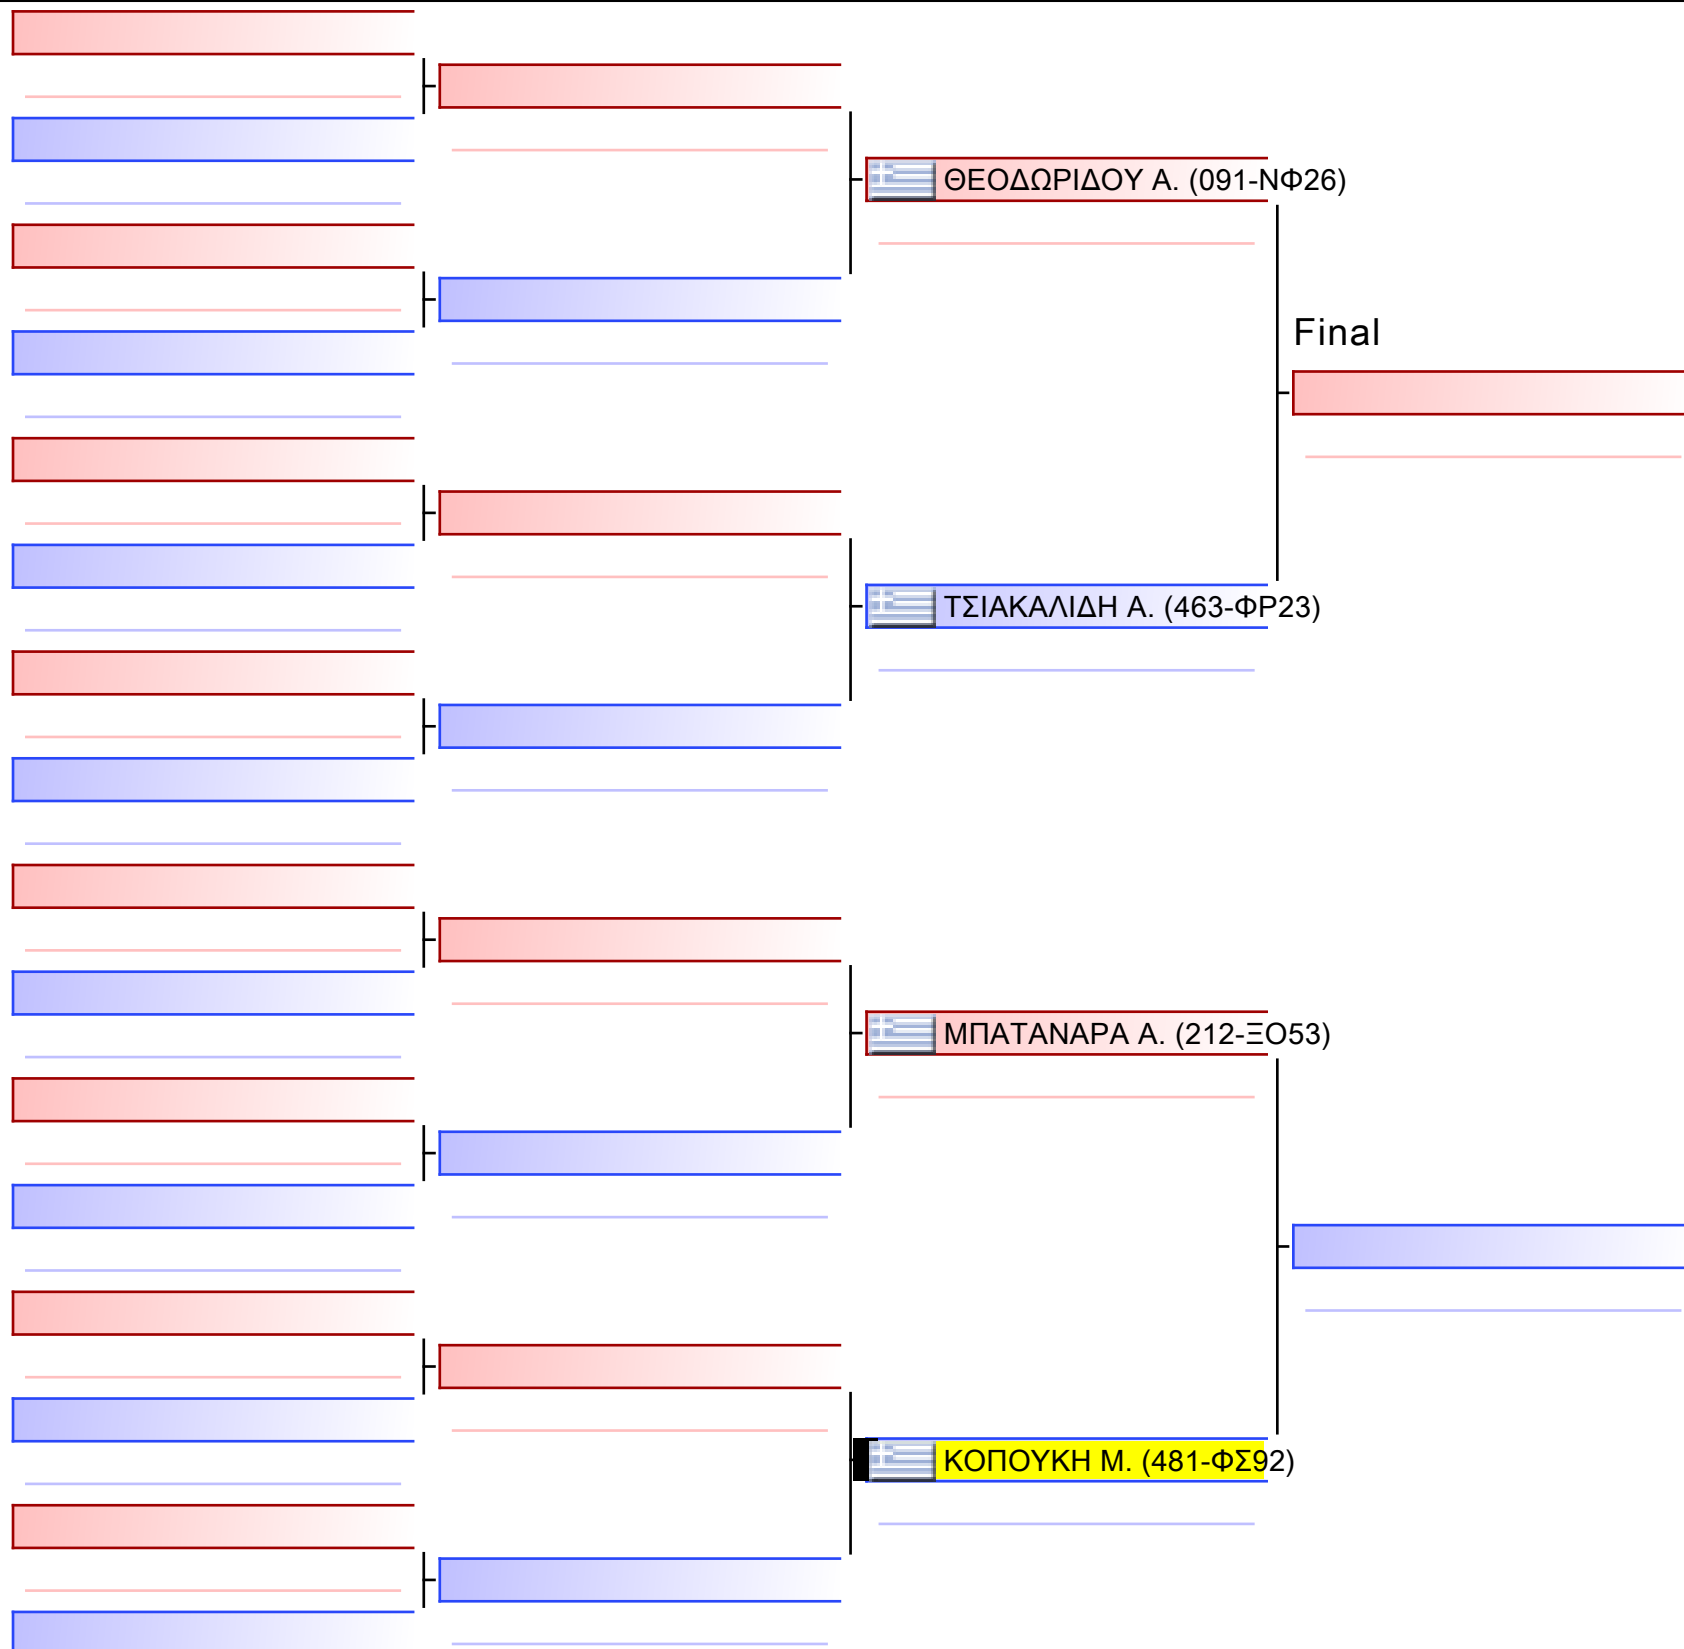 ΘΕΟΔΩΡΙΔΟΥ Α. (091-ΝΦ26)
Final
ΤΣΙΑΚΑΛΙΔΗ Α. (463-ΦΡ23)
ΜΠΑΤΑΝΑΡΑ Α. (212-ΞΟ53)
ΚΟΠΟΥΚΗ Μ. (481-ΦΣ92)